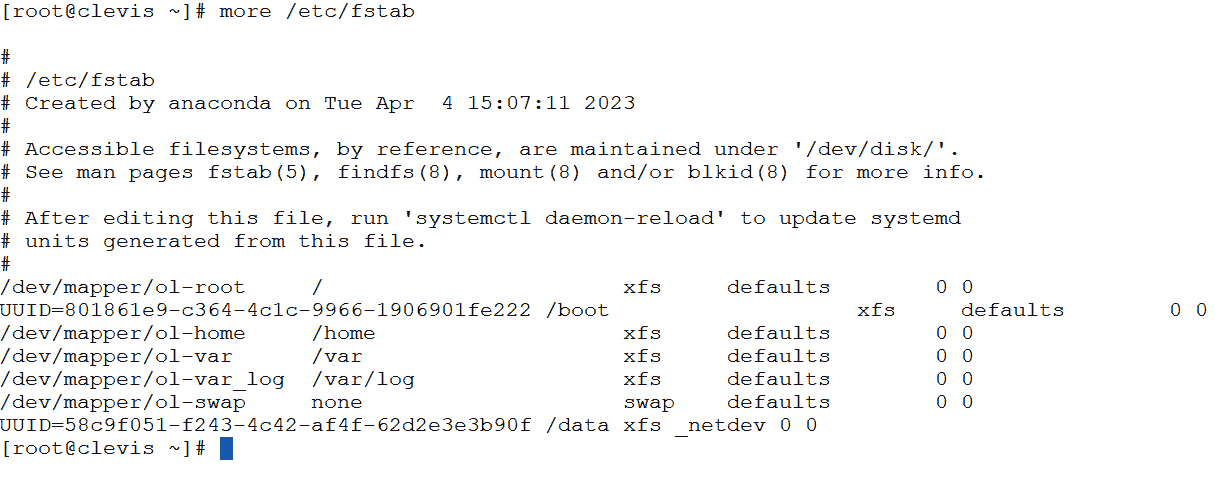 [root@clevis ~]# more /etc/fstab
#
# /etc/fstab
# Created by anaconda on Tue Apr  4 15:07:11 2023
#
# Accessible filesystems, by reference, are maintained under '/dev/disk/'.
# See man pages fstab(5), findfs(8), mount(8) and/or blkid(8) for more info.
#
# After editing this file, run 'systemctl daemon-reload' to update systemd
# units generated from this file.
#
/dev/mapper/ol-root     /                       xfs     defaults        0 0
UUID=801861e9-c364-4c1c-9966-1906901fe222 /boot                   xfs     defaults        0 0
/dev/mapper/ol-home     /home                   xfs     defaults        0 0
/dev/mapper/ol-var      /var                    xfs     defaults        0 0
/dev/mapper/ol-var_log  /var/log                xfs     defaults        0 0
/dev/mapper/ol-swap     none                    swap    defaults        0 0
UUID=58c9f051-f243-4c42-af4f-62d2e3e3b90f /data xfs _netdev 0 0
[root@clevis ~]#